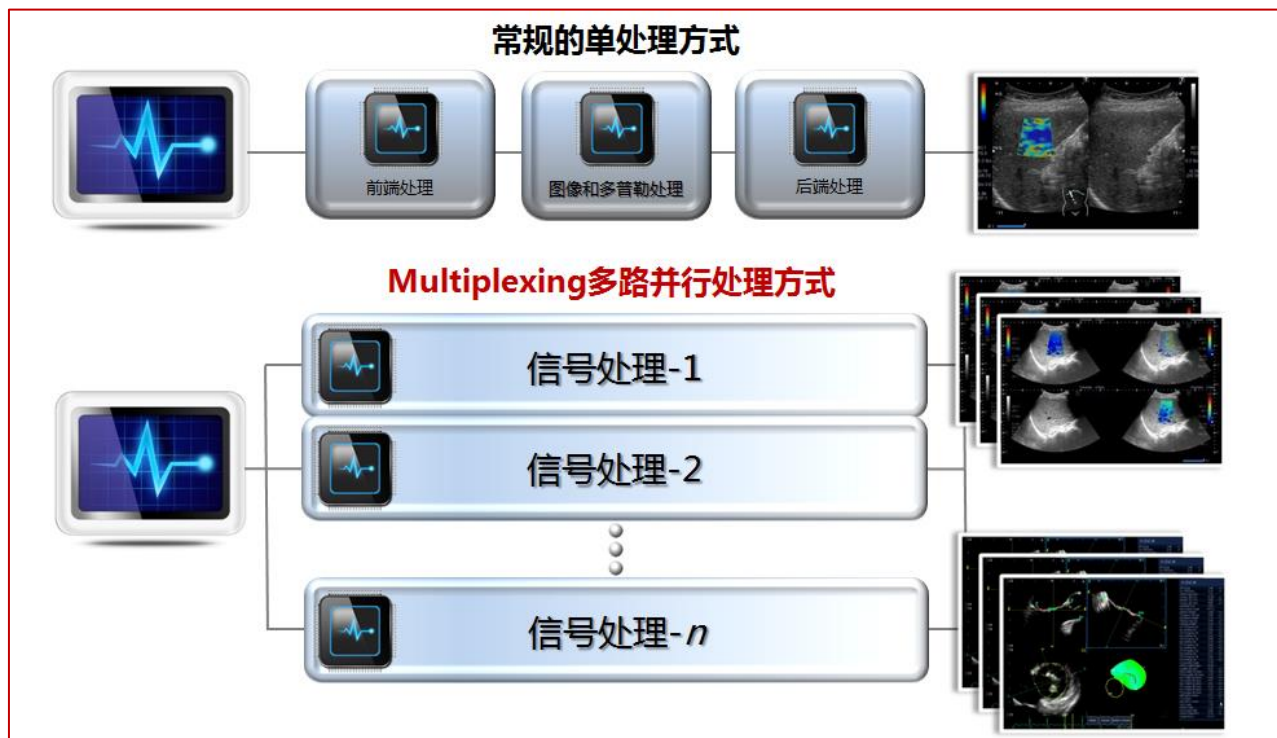 常规的单处理方式
前端处理
图像和多普勒处理
后端处理
Multiplexing多路并行处理方式
信号处理-1
信号处理-2
信号处理-n